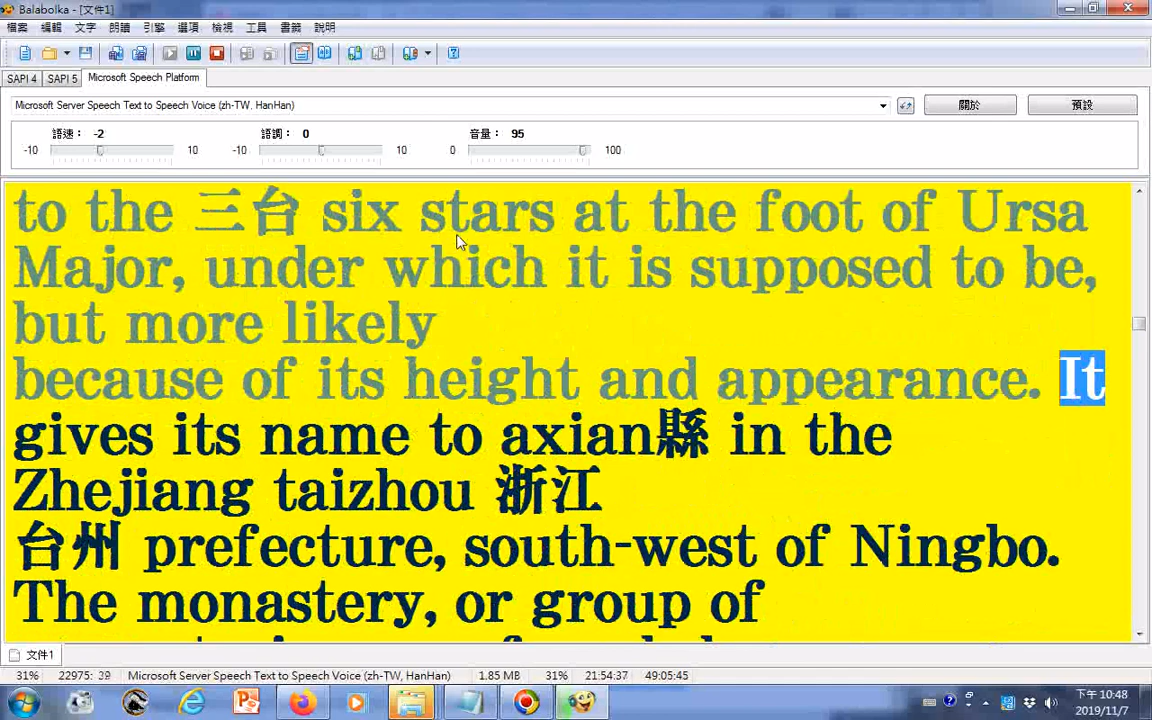 Balabolka - [文件1]
檔案 編輯 文字 朗讀 引擎 選項 檢視 工具 書籤 說明
SAPI 4 SAPI 5 Microsoft Speech Platform
Microsoft Server Speech Text to Speech Voice (zh-TW, HanHan) 關於 預設
語速： -2 語調： 0 音量： 95
-10 10 -10 10 0 100
to the 三台 six stars at the foot of Ursa
Major, under which it is supposed to be,
but more likely
because of its height and appearance. It
gives its name to axian縣 in the
Zhejiang taizhou 浙江
台州 prefecture, south-west of Ningbo.
The monastery, or group of
文件1
31% 22975: 39 Microsoft Server Speech Text to Speech Voice (zh-TW, HanHan) 1.85 MB 31% 21:54:37 49:05:45
下午 10:48
2019/11/7